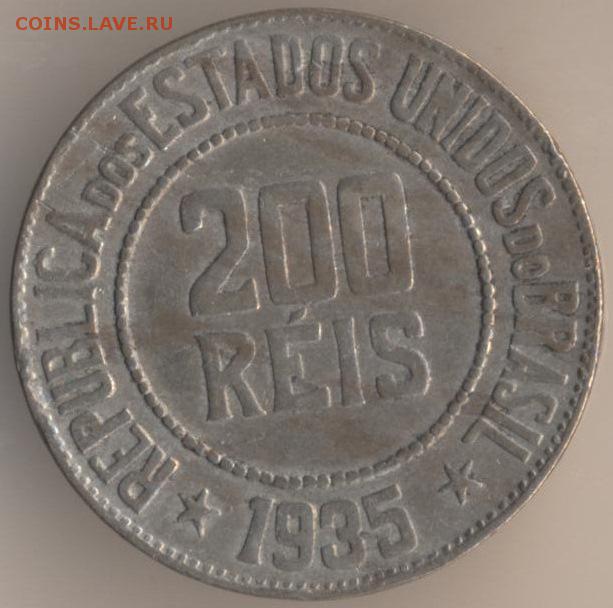 COINS.LAVE.RU
REPUBLICA DOS ESTADOS UNIDOS DO BRASIL
200
RÉIS
1935